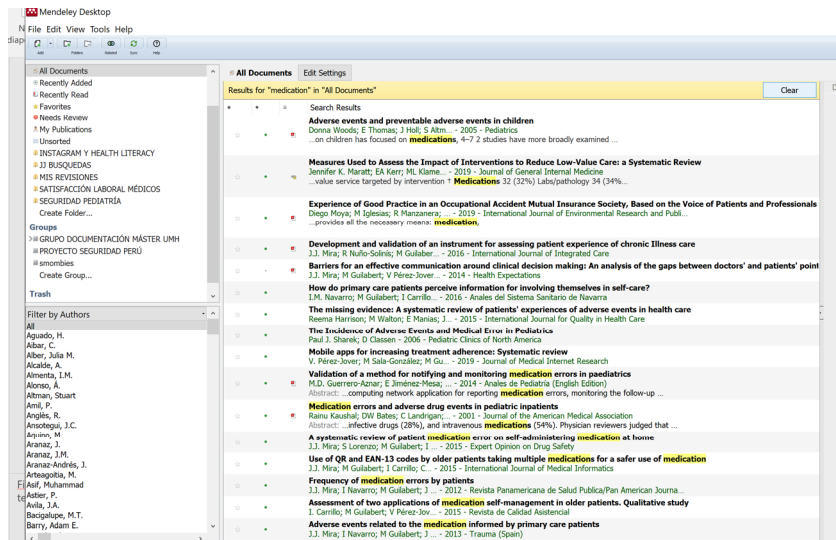 Mendeley Desktop
File Edit View Tools Help
Add
Folders
Related
Sync
Help
All Documents
Recently Added
Recently Read
Favorites
Needs Review
My Publications
Unsorted
INSTAGRAM Y HEALTH LITERACY
JJ BUSQUEDAS
MIS REVISIONES
SATISFACCIÓN LABORAL MÉDICOS
SEGURIDAD PEDIATRÍA
Create Folder...
Groups
GRUPO DOCUMENTACIÓN MÁSTER UMH
PROYECTO SEGURIDAD PERÚ
smombies
Create Group...
Trash
Filter by Authors
All
Aguado, H.
Aibar, C.
Alber, Julia M.
Alcalde, A.
Almenta, I.M.
Alonso, Á.
Altman, Stuart
Amil, P.
Anglès, R.
Ansotegui, J.C.
Aquino, M
Aranaz, J.
Aranaz, J.M.
Aranaz-Andrés, J.
Arteagoitia, M.
Asif, Muhammad
Astier, P.
Avila, J.A.
Bacigalupe, M.T.
Barry, Adam E.
All Documents Edit Settings
Results for "medication" in "All Documents" Clear
Search Results
Adverse events and preventable adverse events in children
Donna Woods; E Thomas; J Holl; S Altm... - 2005 - Pediatrics
...on children has focused on medications, 4–7 2 studies have more broadly examined ...
Measures Used to Assess the Impact of Interventions to Reduce Low-Value Care: a Systematic Review
Jennifer K. Maratt; EA Kerr; ML Klame... - 2019 - Journal of General Internal Medicine
...value service targeted by intervention † Medications 32 (32%) Labs/pathology 34 (34%...
Experience of Good Practice in an Occupational Accident Mutual Insurance Society, Based on the Voice of Patients and Professionals
Diego Moya; M Iglesias; R Manzanera; ... - 2019 - International Journal of Environmental Research and Publi...
...provides all the necessary means: medication,
Development and validation of an instrument for assessing patient experience of chronic Illness care
J.J. Mira; R Nuño-Solinís; M Guilaber... - 2016 - International Journal of Integrated Care
Barriers for an effective communication around clinical decision making: An analysis of the gaps between doctors' and patients' point
J.J. Mira; M Guilabert; V Pérez-Jover... - 2014 - Health Expectations
How do primary care patients perceive information for involving themselves in self-care?
I.M. Navarro; M Guilabert; I Carrillo... - 2016 - Anales del Sistema Sanitario de Navarra
The missing evidence: A systematic review of patients' experiences of adverse events in health care
Reema Harrison; M Walton; E Manias; J... - 2015 - International Journal for Quality in Health Care
The Incidence of Adverse Events and Medical Error in Pediatrics
Paul J. Sharek; D Classen - 2006 - Pediatric Clinics of North America
Mobile apps for increasing treatment adherence: Systematic review
V. Pérez-Jover; M Sala-González; M Gu... - 2019 - Journal of Medical Internet Research
Validation of a method for notifying and monitoring medication errors in paediatrics
M.D. Guerrero-Aznar; E Jiménez-Mesa; ... - 2014 - Anales de Pediatría (English Edition)
Abstract: ...computing network application for reporting medication errors, monitoring the follow-up ...
Medication errors and adverse drug events in pediatric inpatients
Rainu Kaushal; DW Bates; C Landrigan;... - 2001 - Journal of the American Medical Association
Abstract: ...infective drugs (28%), and intravenous medications (54%). Physician reviewers judged that ...
A systematic review of patient medication error on self-administering medication at home
J.J. Mira; S Lorenzo; M Guilabert; I ... - 2015 - Expert Opinion on Drug Safety
Use of QR and EAN-13 codes by older patients taking multiple medications for a safer use of medication
J.J. Mira; M Guilabert; I Carrillo; C... - 2015 - International Journal of Medical Informatics
Frequency of medication errors by patients
J.J. Mira; I Navarro; M Guilabert; J ... - 2012 - Revista Panamericana de Salud Publica/Pan American Journa...
Assessment of two applications of medication self-management in older patients. Qualitative study
I. Carrillo; M Guilabert; V Pérez-Jov... - 2015 - Revista de Calidad Asistencial
Adverse events related to the medication informed by primary care patients
J.J. Mira; I Navarro; M Guilabert; J ... - 2013 - Trauma (Spain)